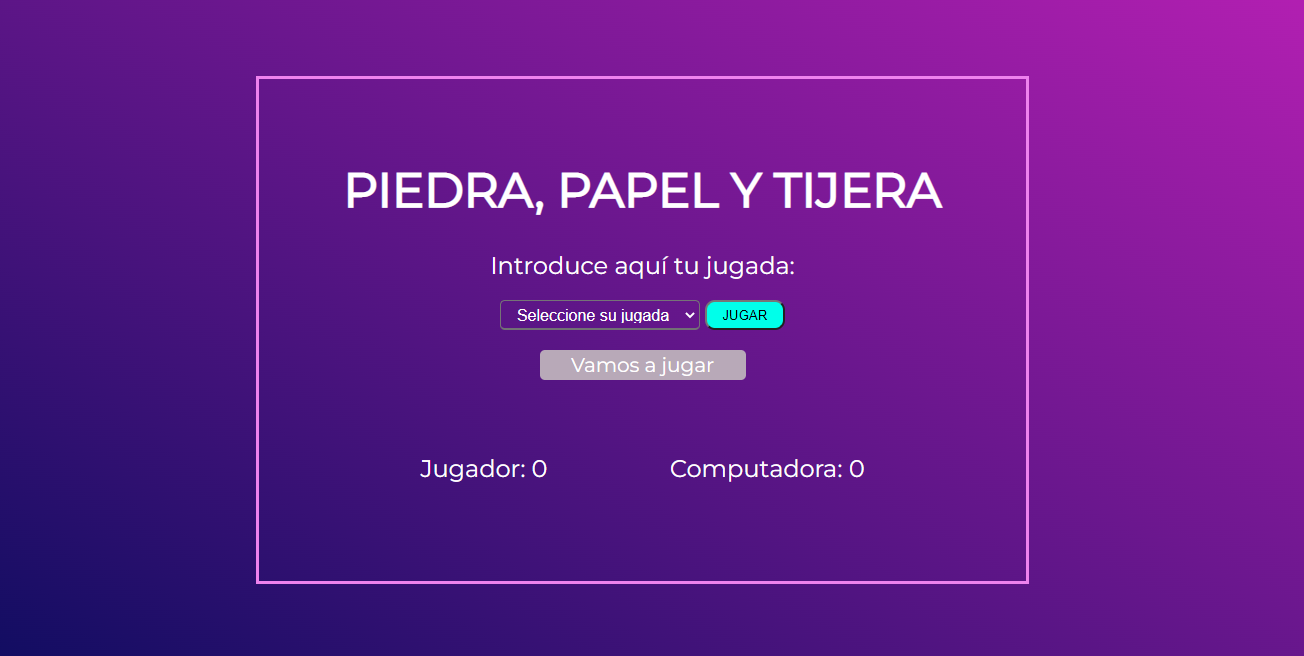 PIEDRA, PAPEL Y TIJERA
Introduce aquí tu jugada:
Seleccione su jugada JUGAR
Vamos a jugar
Jugador: 0 Computadora: 0